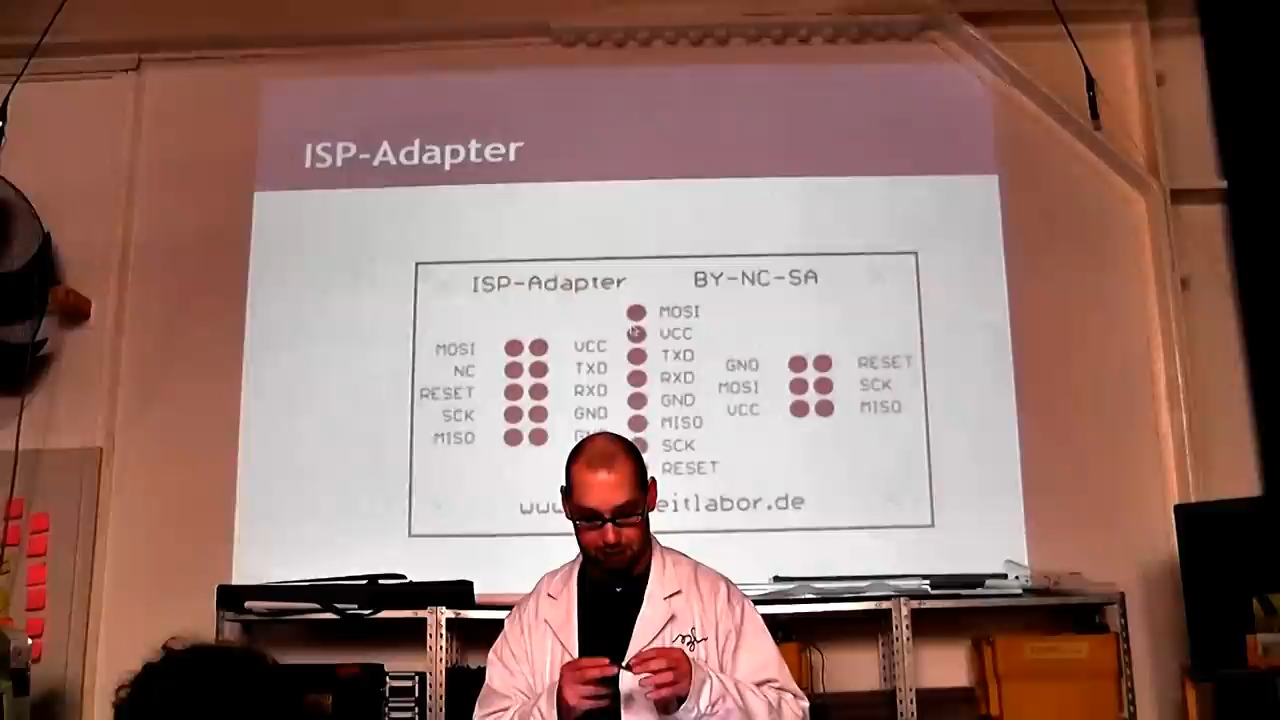 ISP-Adapter
ISP-Adapter BY-NC-SA
MOSI
VCC
TXD
RXD
GND
MISO
SCK
RESET
MOSI VCC
NC TXD
RESET RXD
SCK GND
MISO
GND RESET
MOSI SCK
VCC MISO
eitlabor.de